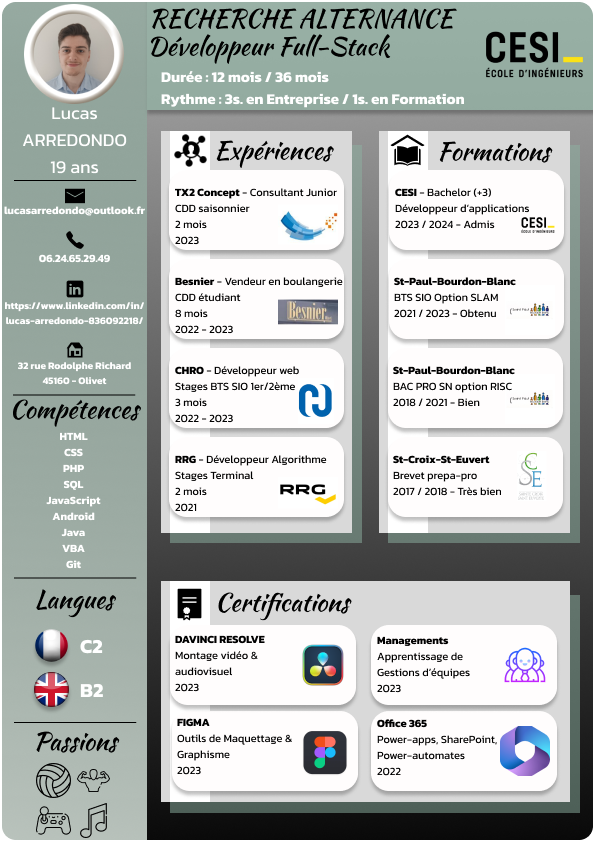 RECHERCHE ALTERNANCE
Développeur Full-Stack
Durée : 12 mois / 36 mois
Rythme : 3s. en Entreprise / 1s. en Formation
CESI_
ÉCOLE D'INGÉNIEURS
Lucas
ARREDONDO
19 ans
lucasarredondo@outlook.fr
06.24.65.29.49
https://www.linkedin.com/in/
lucas-arredondo-836092218/
32 rue Rodolphe Richard
45160 - Olivet
Compétences
HTML
CSS
PHP
SQL
JavaScript
Android
Java
VBA
Git
Langues
C2
B2
Passions
Expériences
TX2 Concept - Consultant Junior
CDD saisonnier
2 mois
2023
Besnier - Vendeur en boulangerie
CDD étudiant
8 mois
2022 - 2023
Besnier
CHRO - Développeur web
Stages BTS SIO 1er/2ème
3 mois
2022 - 2023
RRG - Développeur Algorithme
Stages Terminal
2 mois
2021
RRG
Formations
CESI - Bachelor (+3)
Développeur d'applications
2023 / 2024 - Admis
CESI_
ÉCOLE D'INGÉNIEURS
St-Paul-Bourdon-Blanc
BTS SIO Option SLAM
2021 / 2023 - Obtenu
St-Paul-Bourdon-Blanc
BAC PRO SN option RISC
2018 / 2021 - Bien
St-Croix-St-Euvert
Brevet prepa-pro
2017 / 2018 - Très bien
SCE
Certifications
DAVINCI RESOLVE
Montage vidéo &
audiovisuel
2023
Managements
Apprentissage de
Gestions d'équipes
2023
FIGMA
Outils de Maquettage &
Graphisme
2023
Office 365
Power-apps, SharePoint,
Power-automates
2022